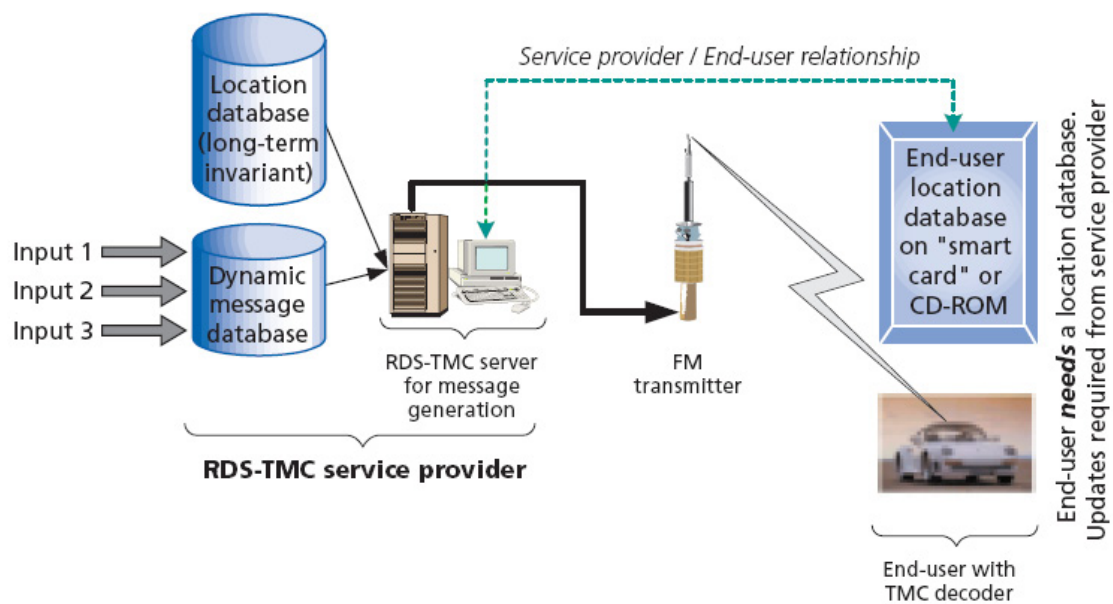 Service provider / End-user relationship
Location
database
(long-term
invariant)
Input 1
Input 2
Input 3
Dynamic
message
database
RDS-TMC server
for message
generation
RDS-TMC service provider
FM
transmitter
End-user
location
database
on "smart
card" or
CD-ROM
End-user needs a location database.
Updates required from service provider
End-user with
TMC decoder